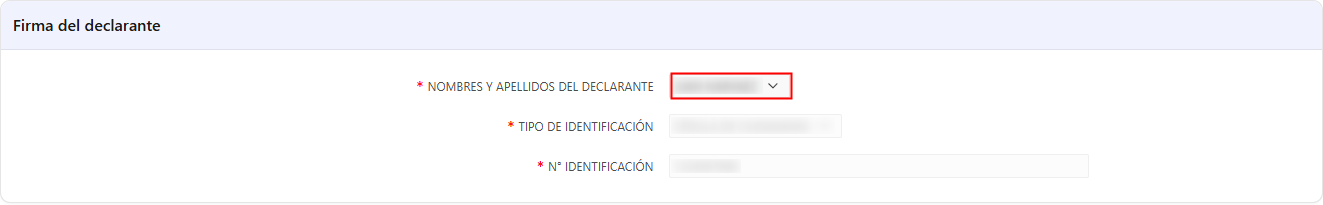 Firma del declarante
* NOMBRES Y APELLIDOS DEL DECLARANTE
* TIPO DE IDENTIFICACIÓN
* N° IDENTIFICACIÓN